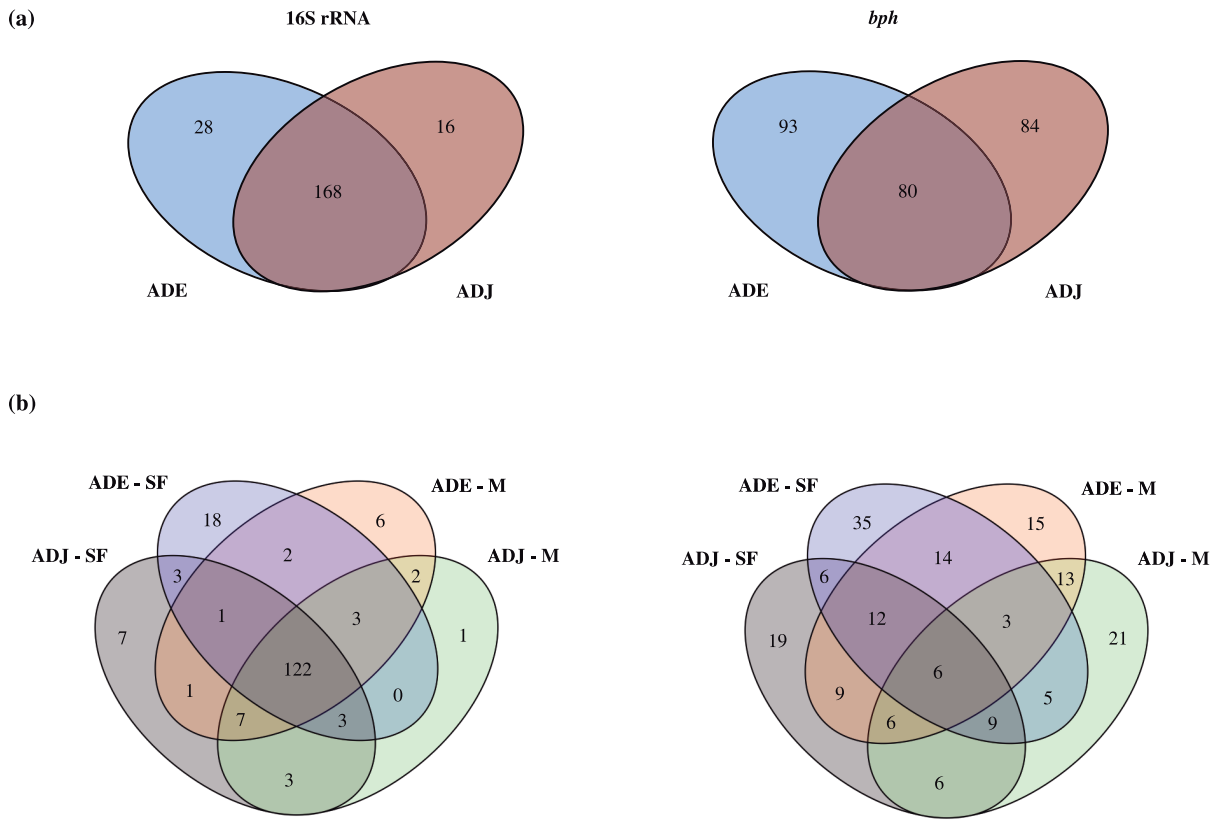 (a)
16S rRNA
bph
28
16
168
ADE
ADJ
93
84
80
ADE
ADJ
(b)
ADE - SF
ADE - M
ADJ - SF
ADJ - M
18
6
2
3
2
1
3
7
1
122
1
0
7
3
3
ADE - SF
ADE - M
ADJ - SF
ADJ - M
35
15
14
6
13
12
3
19
21
6
9
5
6
9
6